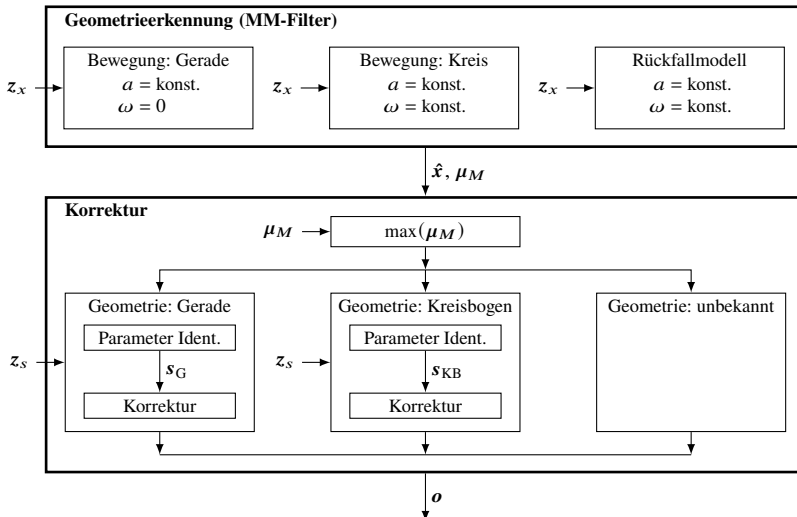 Geometrieerkennung (MM-Filter)
Bewegung: Gerade
a = konst.
ω = 0
z_x
Bewegung: Kreis
a = konst.
ω = konst.
z_x
Rückfallmodell
a = konst.
ω = konst.
z_x
x̂, μ_M
Korrektur
μ_M
max(μ_M)
Geometrie: Gerade
Parameter Ident.
z_s
s_G
Korrektur
Geometrie: Kreisbogen
Parameter Ident.
z_s
s_KB
Korrektur
Geometrie: unbekannt
o